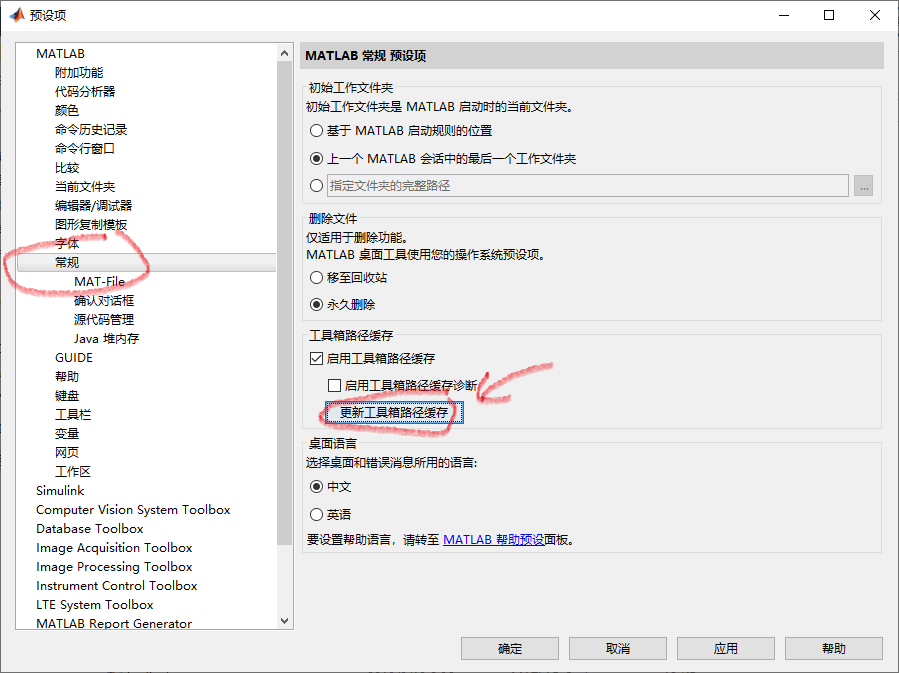 预设项
MATLAB
附加功能
代码分析器
颜色
命令历史记录
命令行窗口
比较
当前文件夹
编辑器/调试器
图形复制模板
字体
常规
MAT-File
确认对话框
源代码管理
Java 堆内存
GUIDE
帮助
键盘
工具栏
变量
网页
工作区
Simulink
Computer Vision System Toolbox
Database Toolbox
Image Acquisition Toolbox
Image Processing Toolbox
Instrument Control Toolbox
LTE System Toolbox
MATLAB Report Generator
MATLAB 常规 预设项
初始工作文件夹
初始工作文件夹是 MATLAB 启动时的当前文件夹。
基于 MATLAB 启动规则的位置
上一个 MATLAB 会话中的最后一个工作文件夹
指定文件夹的完整路径
...
删除文件
仅适用于删除功能。
MATLAB 桌面工具使用您的操作系统预设项。
移至回收站
永久删除
工具箱路径缓存
启用工具箱路径缓存
启用工具箱路径缓存诊断
更新工具箱路径缓存
桌面语言
选择桌面和错误消息所用的语言:
中文
英语
要设置帮助语言，请转至 MATLAB 帮助预设面板。
确定 取消 应用 帮助